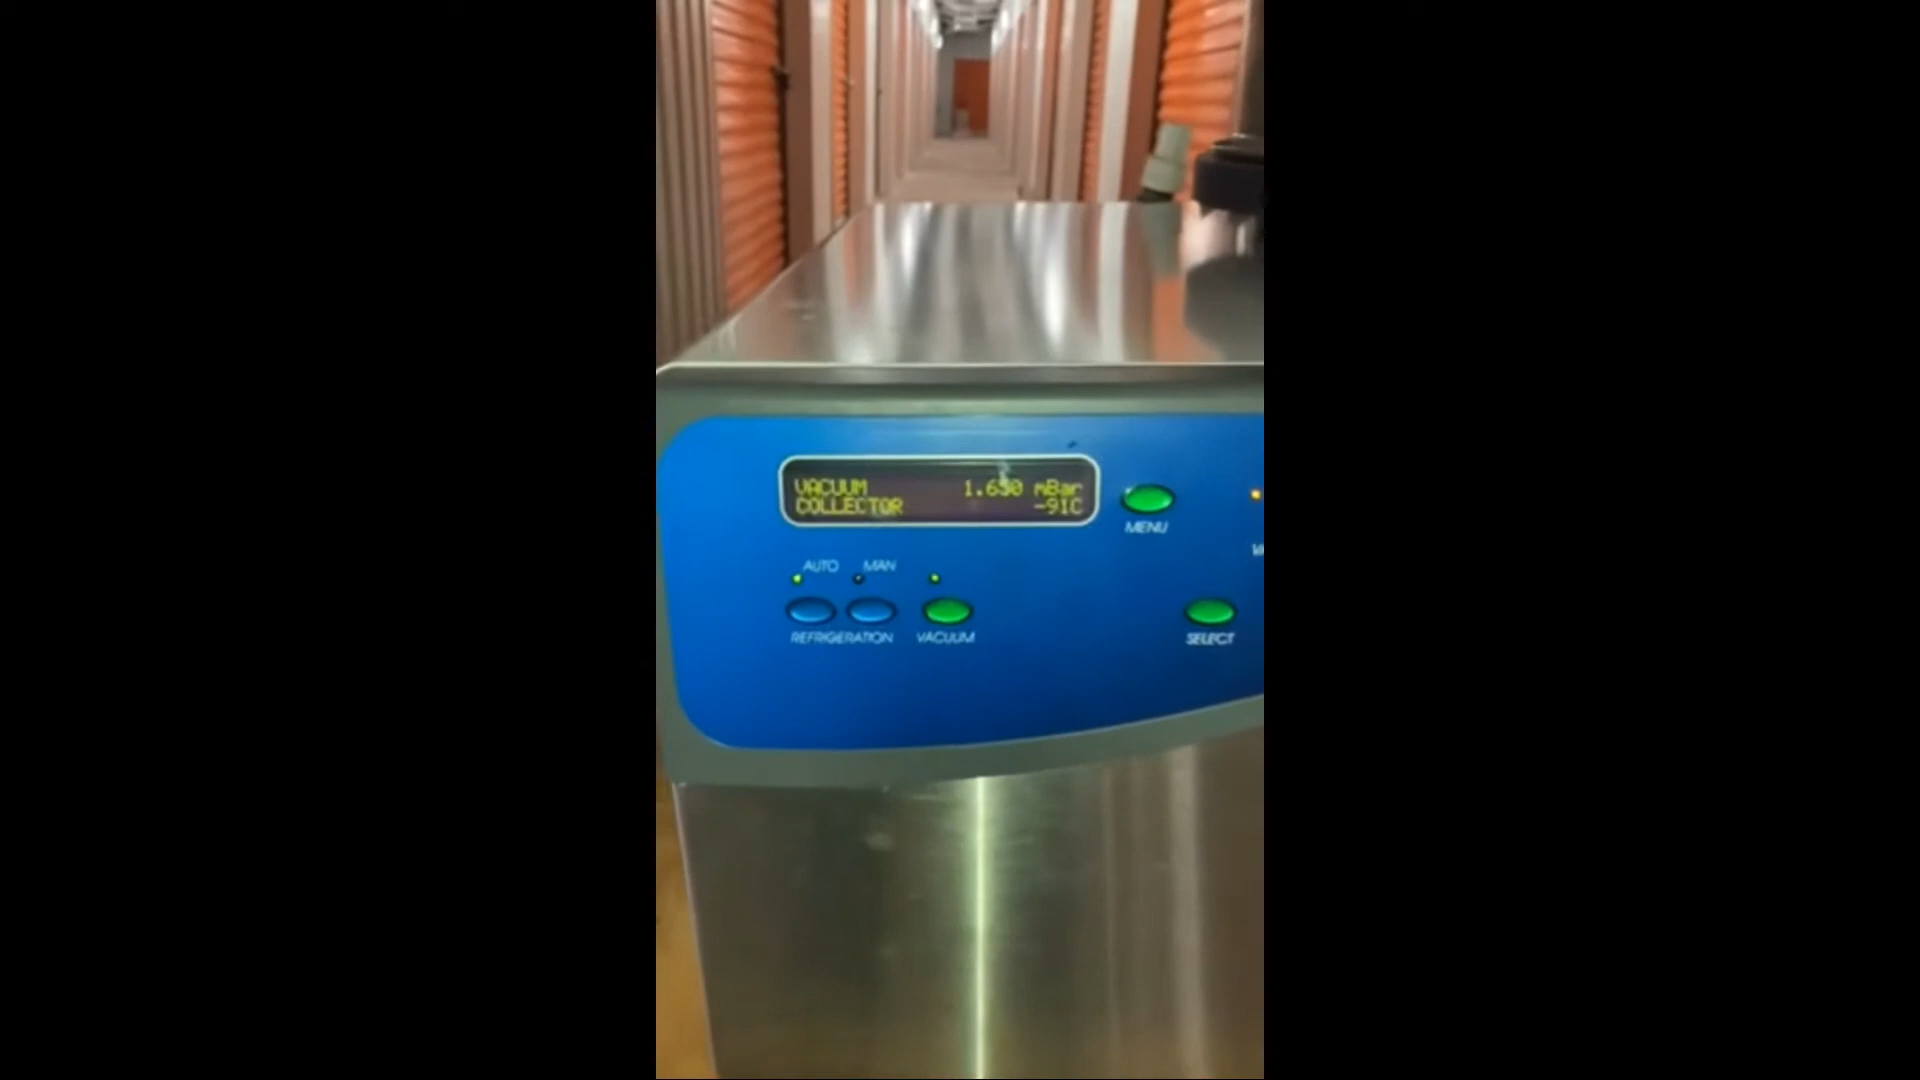 VACUUM 1.650 mBar
COLLECTOR -91C
MENU
AUTO MAN
REFRIGERATION VACUUM
SELECT